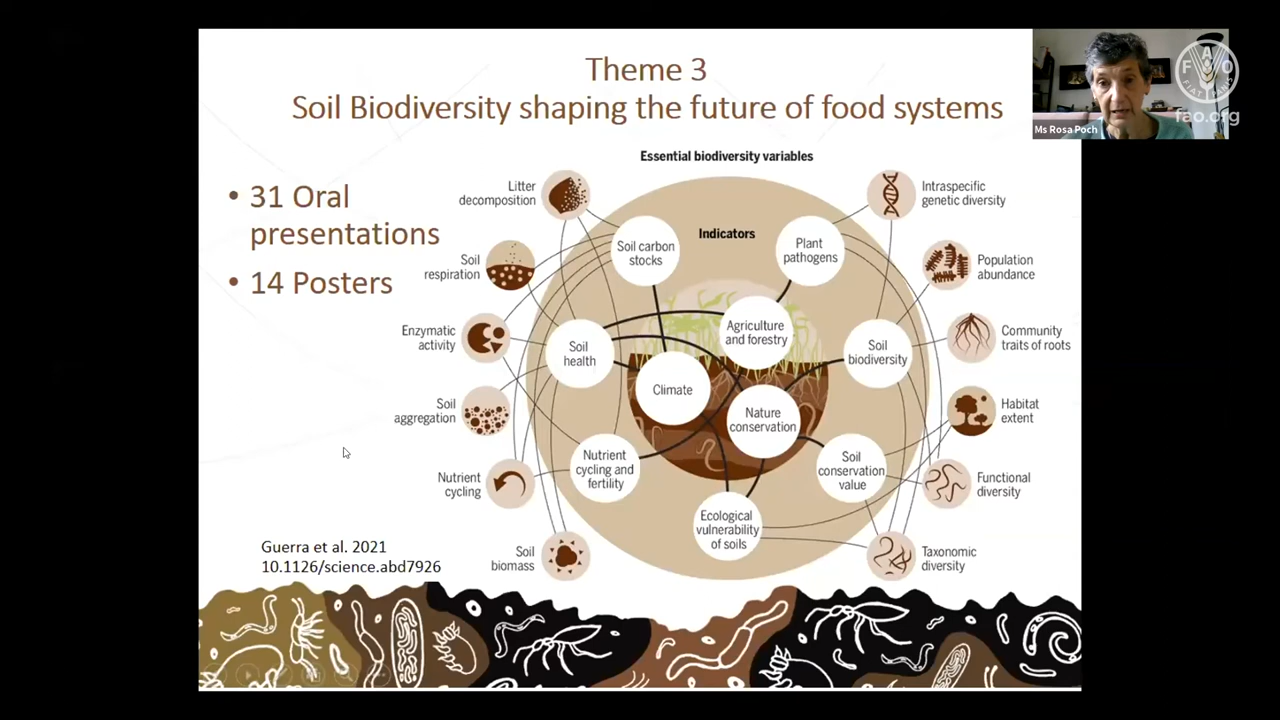 Theme 3
Soil Biodiversity shaping the future of food systems
• 31 Oral
presentations
• 14 Posters
Essential biodiversity variables
Indicators
Litter
decomposition
Soil
respiration
Enzymatic
activity
Soil
aggregation
Nutrient
cycling
Soil
biomass
Soil carbon
stocks
Plant
pathogens
Soil
health
Agriculture
and forestry
Soil
biodiversity
Climate
Nature
conservation
Nutrient
cycling and
fertility
Soil
conservation
value
Ecological
vulnerability
of soils
Intraspecific
genetic diversity
Population
abundance
Community
traits of roots
Habitat
extent
Functional
diversity
Taxonomic
diversity
Guerra et al. 2021
10.1126/science.abd7926
Ms Rosa Poch
F A O
FIAT PANIS
fao.org